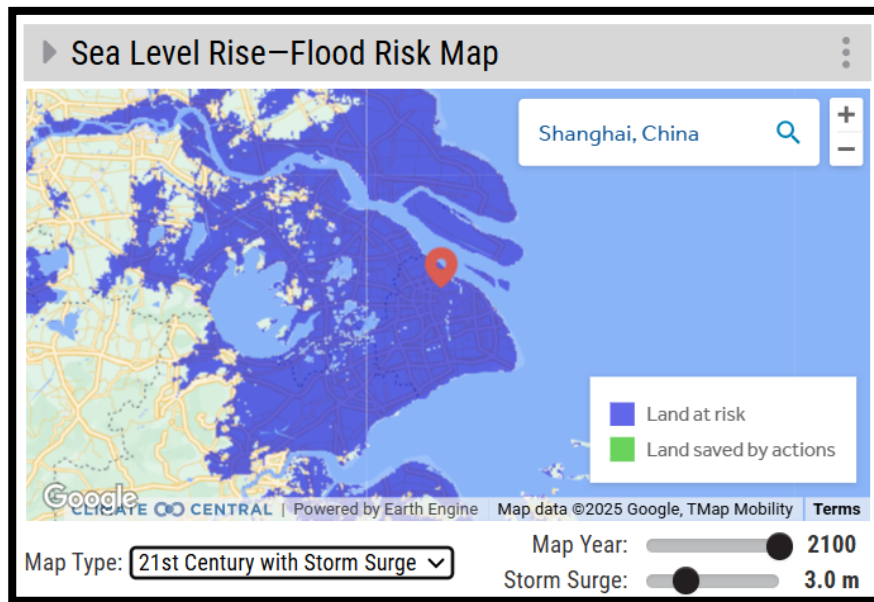 Sea Level Rise–Flood Risk Map
Shanghai, China
+
−
Land at risk
Land saved by actions
Google
CLIMATE CENTRAL | Powered by Earth Engine Map data ©2025 Google, TMap Mobility Terms
Map Type: 21st Century with Storm Surge
Map Year: 2100
Storm Surge: 3.0 m